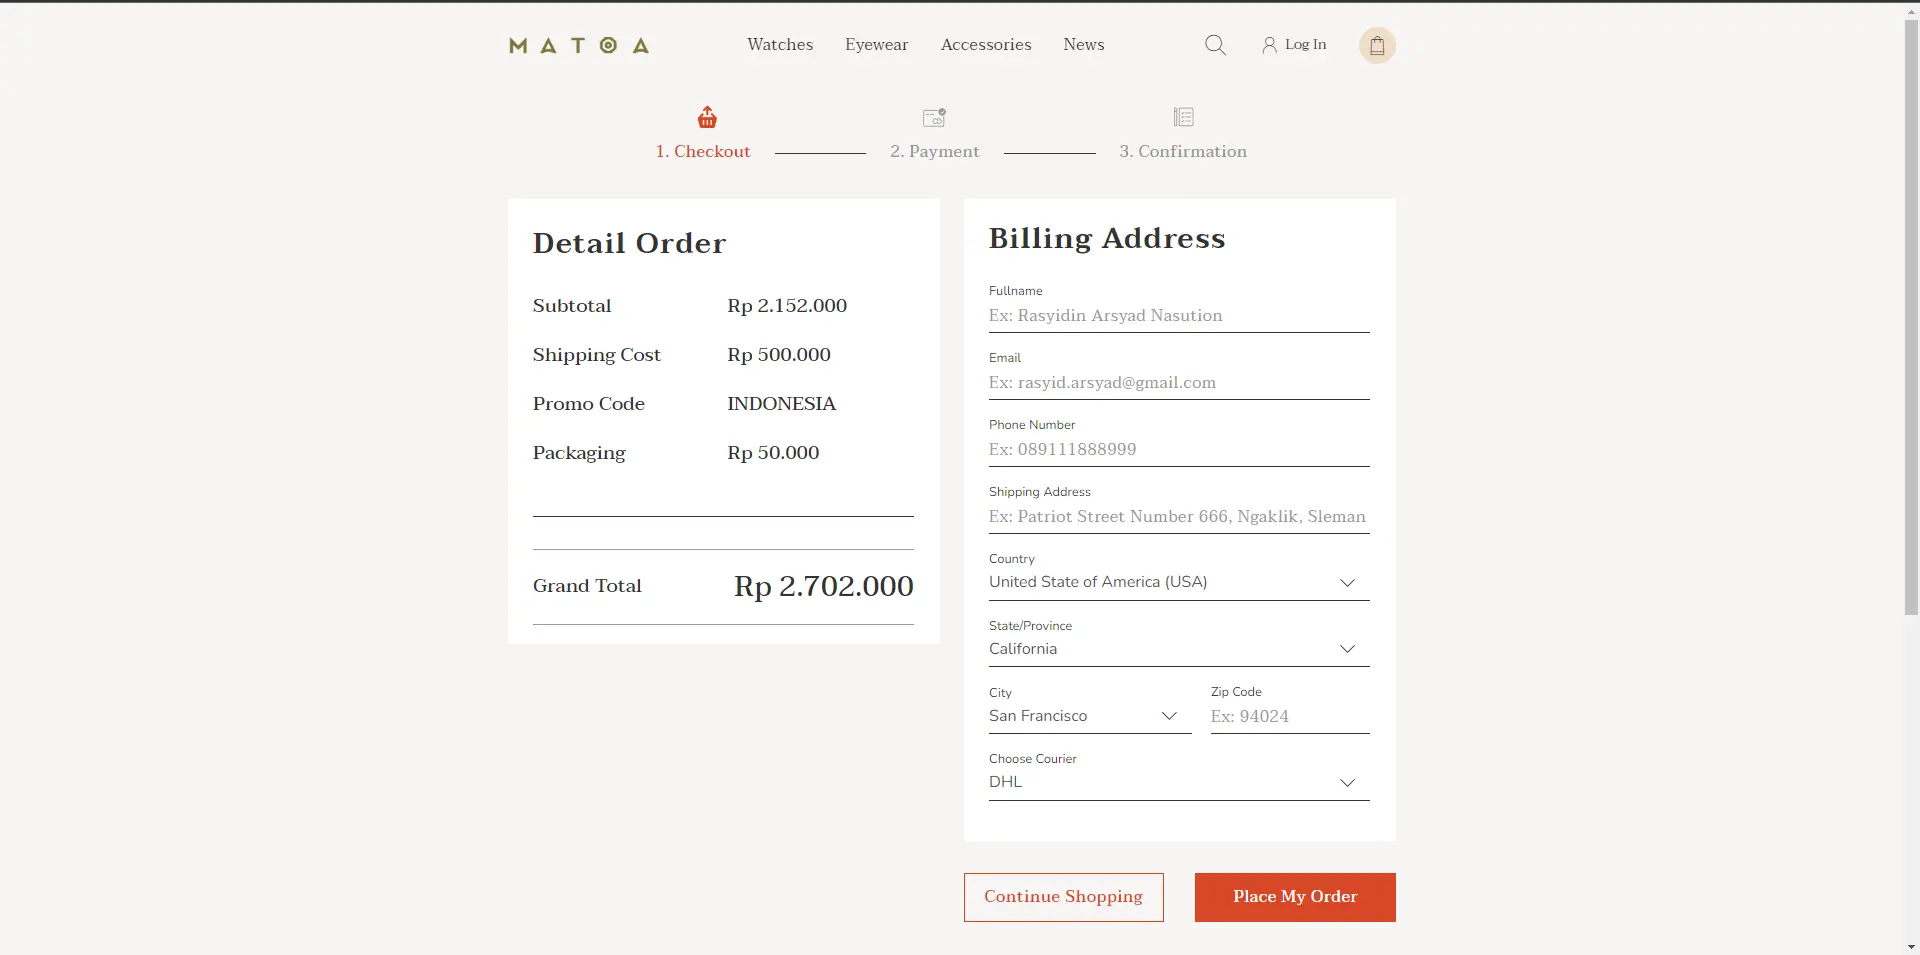 MATOA
Watches Eyewear Accessories News
Log In
1. Checkout 2. Payment 3. Confirmation
Detail Order
Subtotal Rp 2.152.000
Shipping Cost Rp 500.000
Promo Code INDONESIA
Packaging Rp 50.000
Grand Total Rp 2.702.000
Billing Address
Fullname
Ex: Rasyidin Arsyad Nasution
Email
Ex: rasyid.arsyad@gmail.com
Phone Number
Ex: 089111888999
Shipping Address
Ex: Patriot Street Number 666, Ngaklik, Sleman
Country
United State of America (USA)
State/Province
California
City Zip Code
San Francisco Ex: 94024
Choose Courier
DHL
Continue Shopping Place My Order